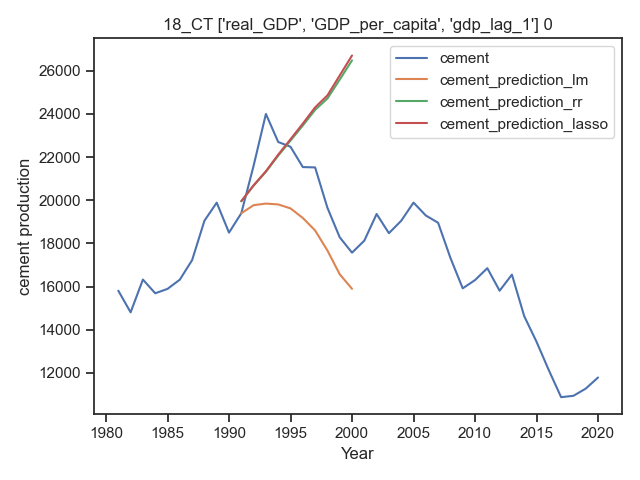 18_CT ['real_GDP', 'GDP_per_capita', 'gdp_lag_1'] 0
cement
cement_prediction_lm
cement_prediction_rr
cement_prediction_lasso
cement production
26000
24000
22000
20000
18000
16000
14000
12000
1980 1985 1990 1995 2000 2005 2010 2015 2020
Year